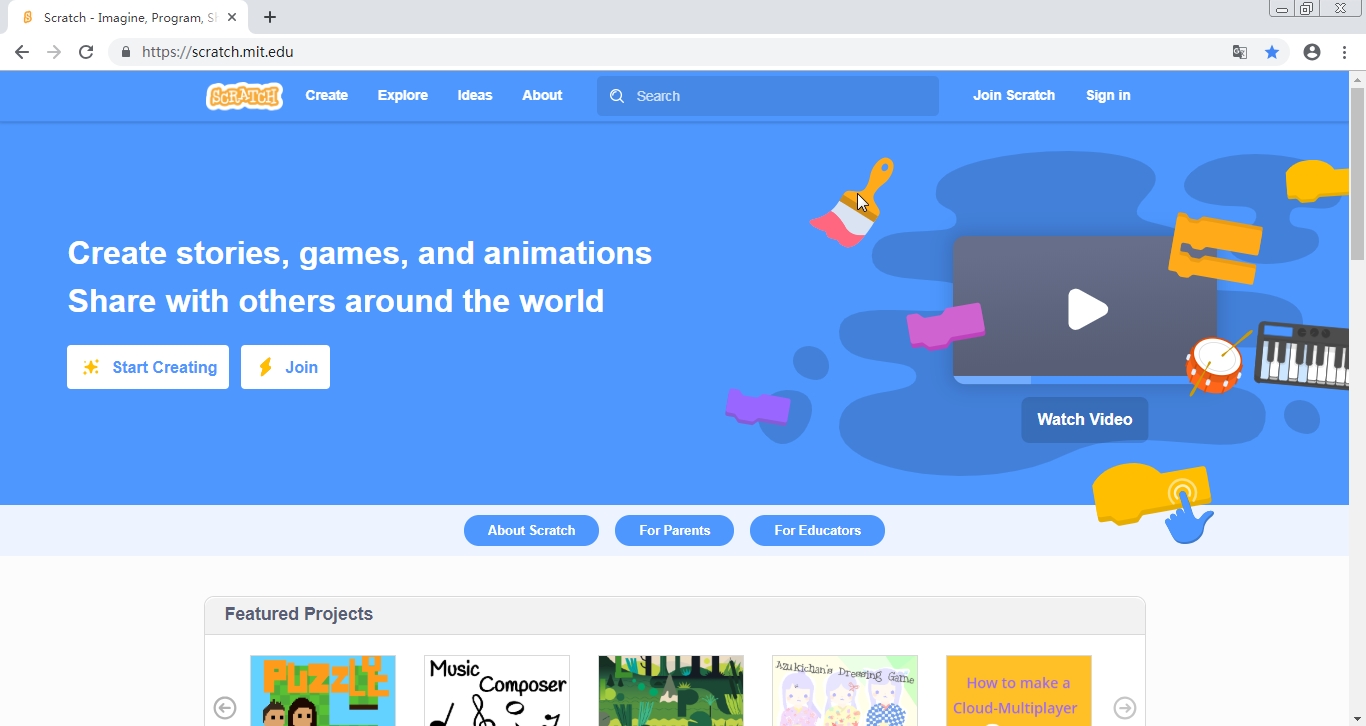 Scratch - Imagine, Program, Sh
https://scratch.mit.edu
SCRATCH
Create
Explore
Ideas
About
Search
Join Scratch
Sign in
Create stories, games, and animations
Share with others around the world
Start Creating
Join
Watch Video
About Scratch
For Parents
For Educators
Featured Projects
PUZZLE
Music
Composer
Azukichan's Dressing Game
How to make a
Cloud-Multiplayer